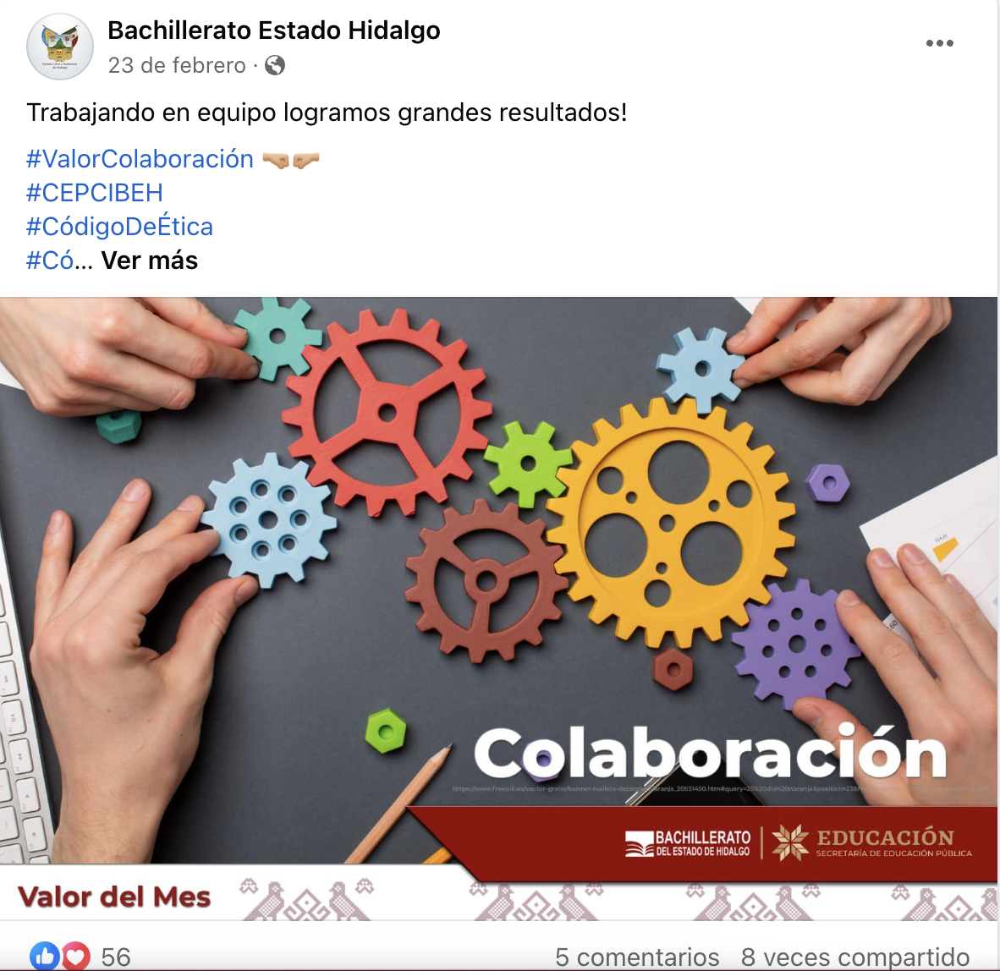 Bachillerato Estado Hidalgo
23 de febrero ·
Trabajando en equipo logramos grandes resultados!
#ValorColaboración
#CEPCIBEH
#CódigoDeÉtica
#Có... Ver más
Colaboración
BACHILLERATO
DEL ESTADO DE HIDALGO
EDUCACIÓN
SECRETARÍA DE EDUCACIÓN PÚBLICA
Valor del Mes
56
5 comentarios
8 veces compartido